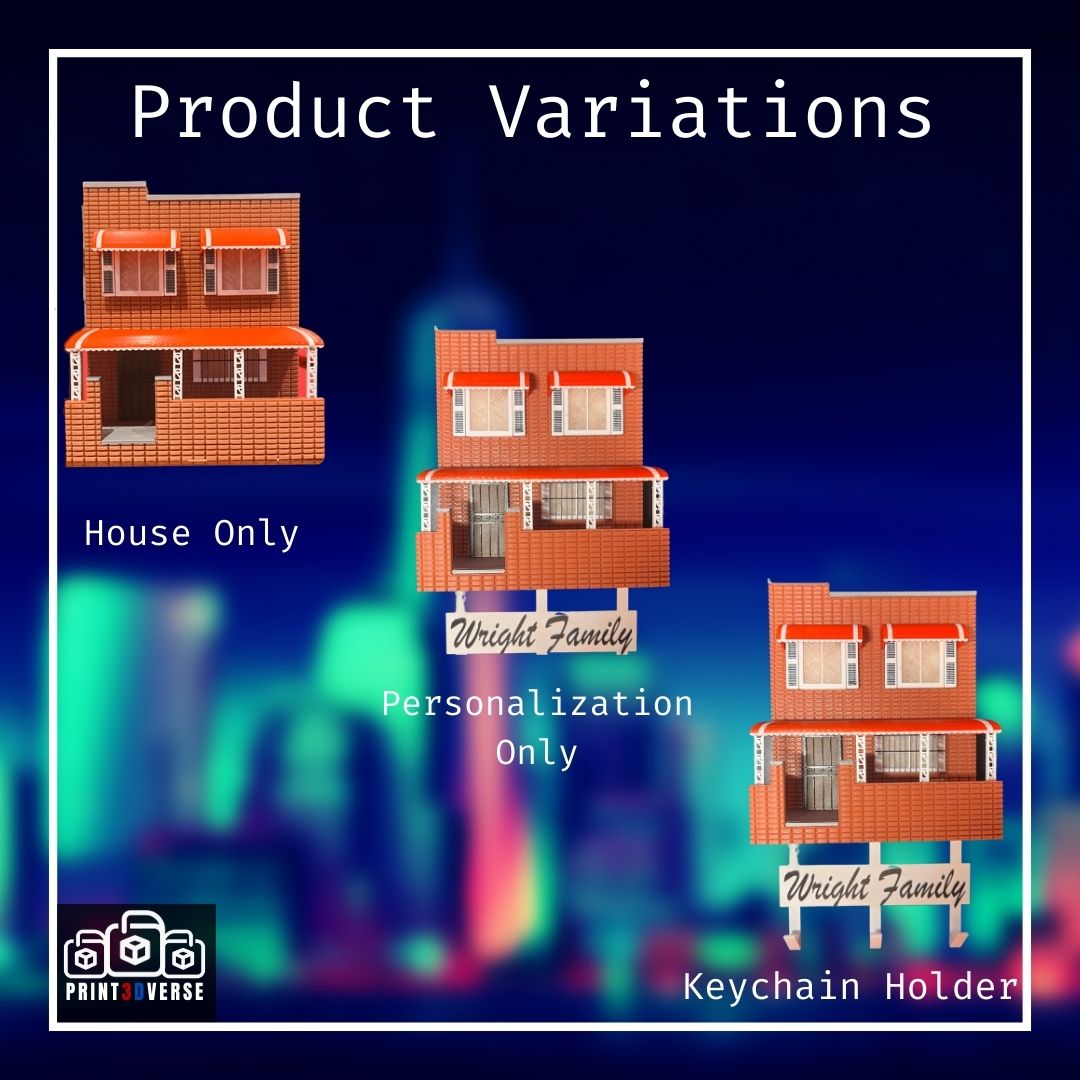 Product Variations
House Only
Wright Family
Personalization
Only
Wright Family
Keychain Holder
PRINT3DVERSE